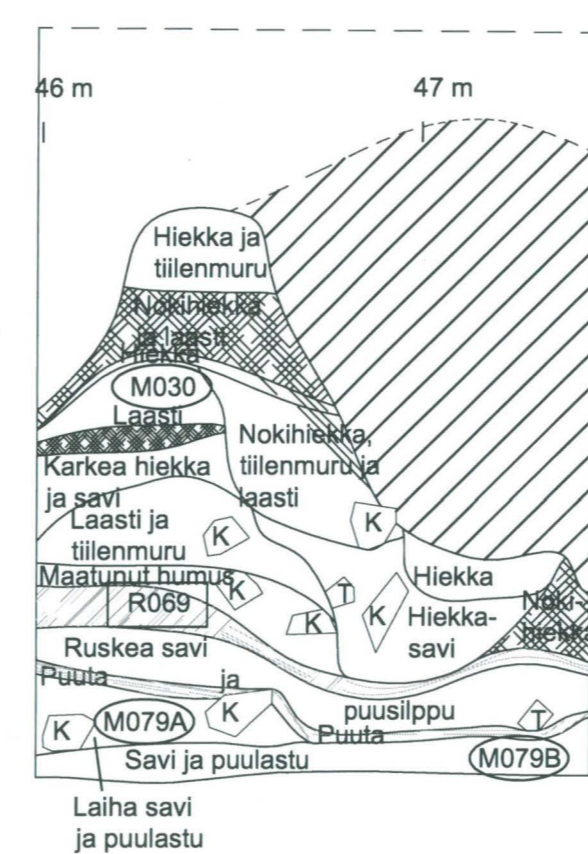 46 m
47 m
Hiekka ja
tiilenmuru
Nokihiekka
ja laasti
Hiekka
M030
Laasti
Nokihiekka,
tiilenmuru ja
laasti
Karkea hiekka
ja savi
Laasti ja
tiilenmuru
K
K
Maatunut humus
K
T
K
K
Hiekka
Hiekka-
savi
Noki-
hiekka
R069
Ruskea savi
Puuta
ja
puusilppu
K
K
M079A
T
Puuta
Savi ja puulastu
M079B
Laiha savi
ja puulastu